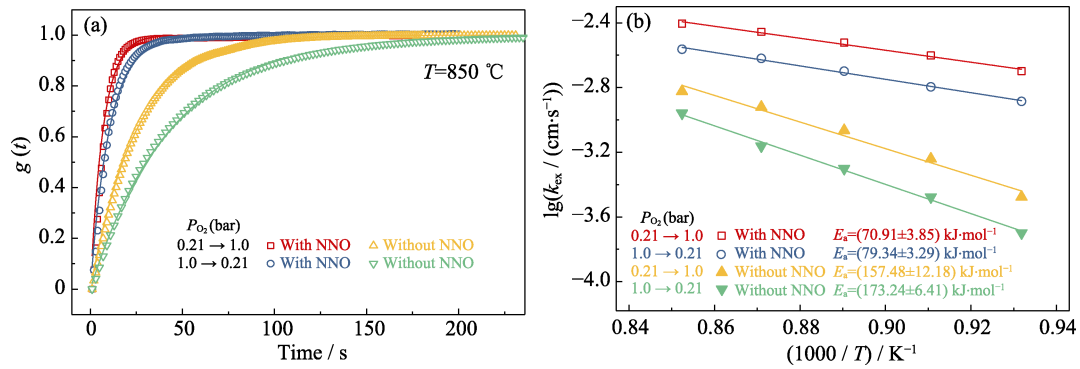 (a)
g (t)
1.0
0.8
0.6
0.4
0.2
0
T=850 ℃
P_O₂ (bar)
0.21 → 1.0 With NNO Without NNO
1.0 → 0.21 With NNO Without NNO
0 50 100 150 200
Time / s
(b)
lg(k_ex / (cm·s⁻¹))
−2.4
−2.8
−3.2
−3.6
−4.0
P_O₂ (bar)
0.21 → 1.0 With NNO E_a=(70.91±3.85) kJ·mol⁻¹
1.0 → 0.21 With NNO E_a=(79.34±3.29) kJ·mol⁻¹
0.21 → 1.0 Without NNO E_a=(157.48±12.18) kJ·mol⁻¹
1.0 → 0.21 Without NNO E_a=(173.24±6.41) kJ·mol⁻¹
0.84 0.86 0.88 0.90 0.92 0.94
(1000 / T) / K⁻¹